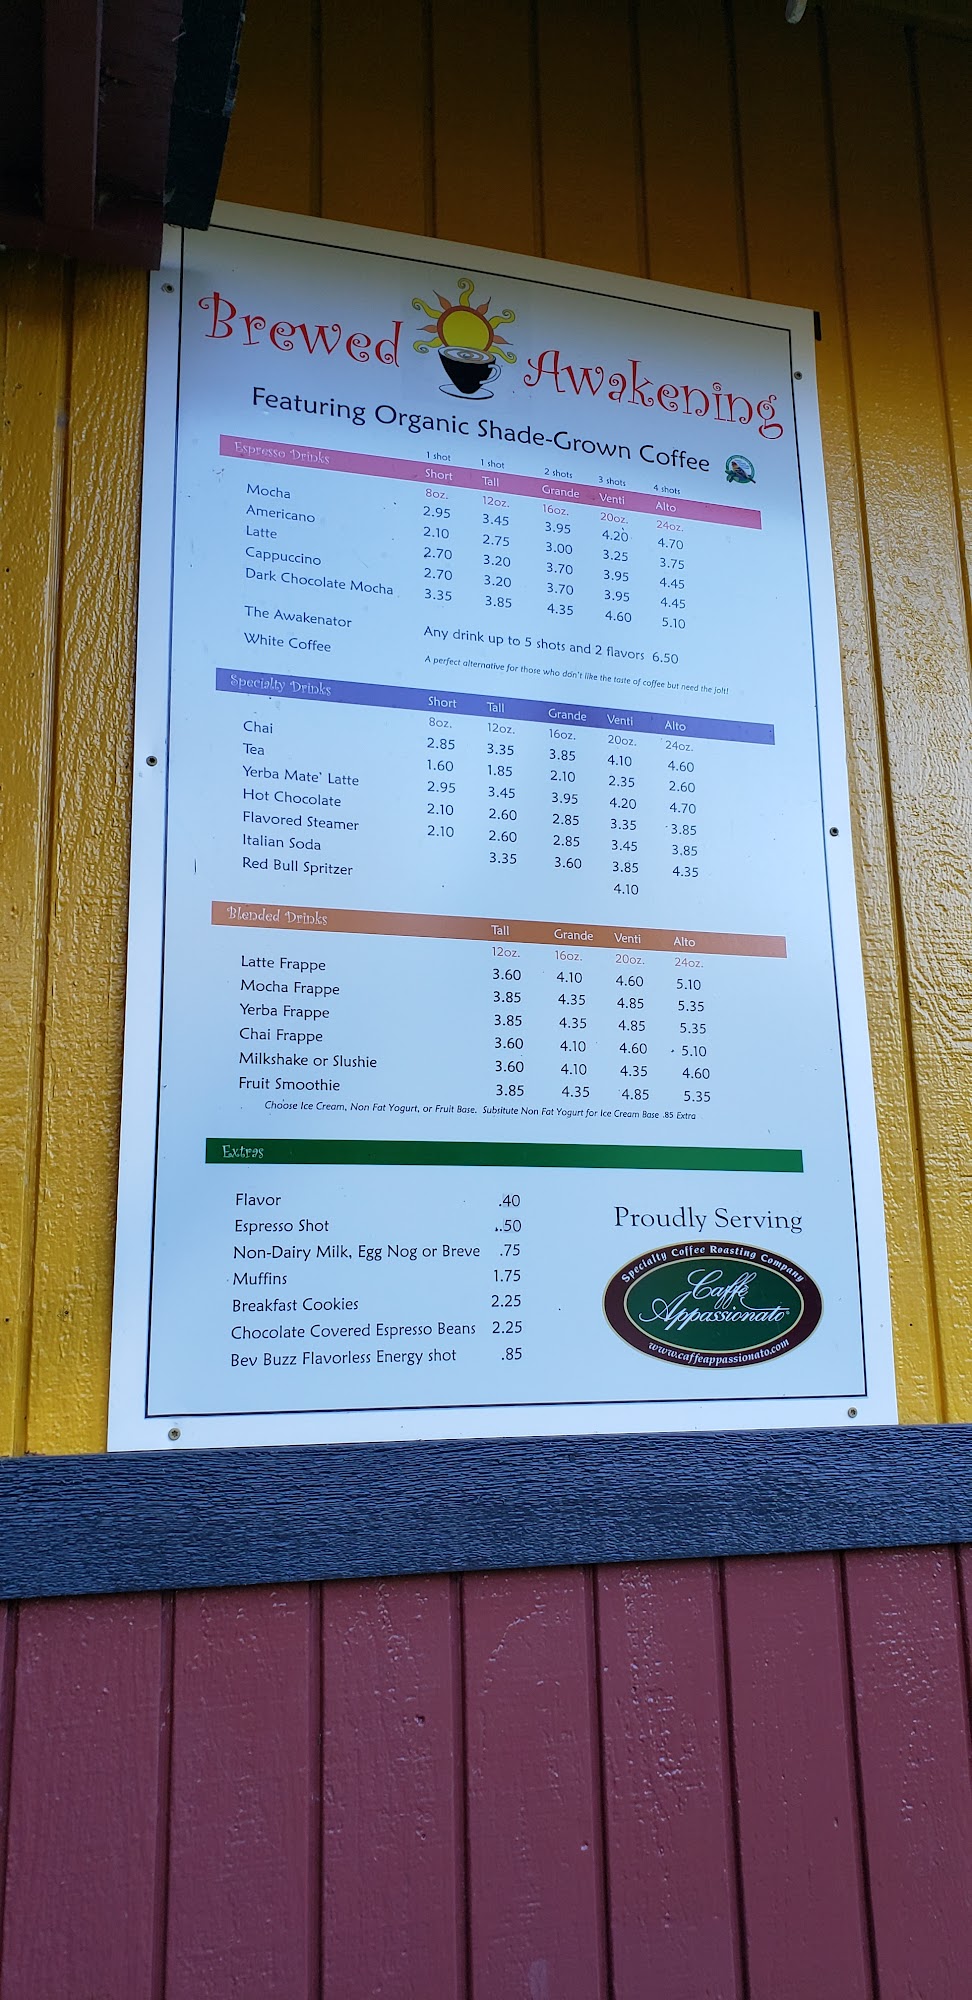 Brewed Awakening
Featuring Organic Shade-Grown Coffee
1 shot 1 shot 2 shots 3 shots 4 shots
Espresso Drinks Short Tall Grande Venti Alto
8oz. 12oz. 16oz. 20oz. 24oz.
Mocha 2.95 3.45 3.95 4.20 4.70
Americano 2.10 2.75 3.00 3.25 3.75
Latte 2.70 3.20 3.70 3.95 4.45
Cappuccino 2.70 3.20 3.70 3.95 4.45
Dark Chocolate Mocha 3.35 3.85 4.35 4.60 5.10
The Awakenator Any drink up to 5 shots and 2 flavors 6.50
White Coffee A perfect alternative for those who don't like the taste of coffee but need the jolt!
Specialty Drinks Short Tall Grande Venti Alto
8oz. 12oz. 16oz. 20oz. 24oz.
Chai 2.85 3.35 3.85 4.10 4.60
Tea 1.60 1.85 2.10 2.35 2.60
Yerba Mate' Latte 2.95 3.45 3.95 4.20 4.70
Hot Chocolate 2.10 2.60 2.85 3.35 3.85
Flavored Steamer 2.10 2.60 2.85 3.45 3.85
Italian Soda 3.35 3.60 3.85 4.35
Red Bull Spritzer 4.10
Blended Drinks Tall Grande Venti Alto
12oz. 16oz. 20oz. 24oz.
Latte Frappe 3.60 4.10 4.60 5.10
Mocha Frappe 3.85 4.35 4.85 5.35
Yerba Frappe 3.85 4.35 4.85 5.35
Chai Frappe 3.60 4.10 4.60 5.10
Milkshake or Slushie 3.60 4.10 4.35 4.60
Fruit Smoothie 3.85 4.35 4.85 5.35
Choose Ice Cream, Non Fat Yogurt, or Fruit Base. Subsitute Non Fat Yogurt for Ice Cream Base .85 Extra
Extras
Flavor .40
Espresso Shot .50
Non-Dairy Milk, Egg Nog or Breve .75
Muffins 1.75
Breakfast Cookies 2.25
Chocolate Covered Espresso Beans 2.25
Bev Buzz Flavorless Energy shot .85
Proudly Serving
Specialty Coffee Roasting Company
Caffé
Appassionato®
www.caffeappassionato.com